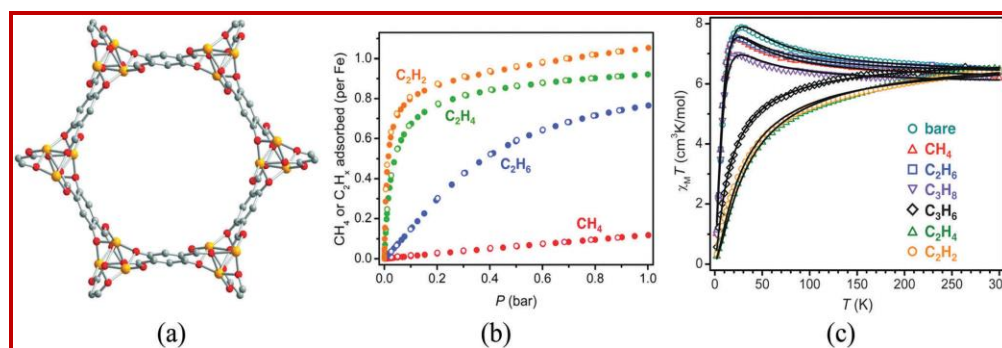 (a)
CH₄ or C₂Hₓ adsorbed (per Fe)
1.0
0.8
0.6
0.4
0.2
0.0
C₂H₂
C₂H₄
C₂H₆
CH₄
0.0 0.2 0.4 0.6 0.8 1.0
P (bar)
(b)
χ_M T (cm³K/mol)
8
6
4
2
0
bare
CH₄
C₂H₆
C₃H₈
C₃H₆
C₂H₄
C₂H₂
0 50 100 150 200 250 300
T (K)
(c)